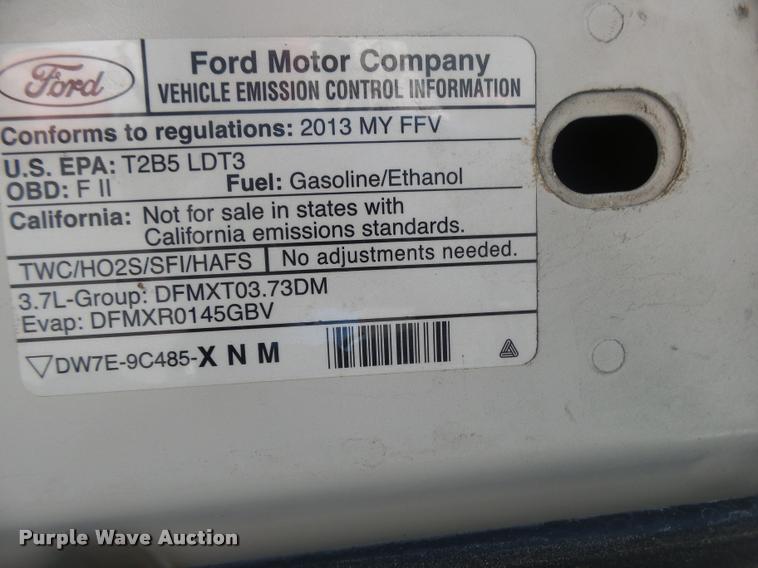 Ford
Ford Motor Company
VEHICLE EMISSION CONTROL INFORMATION
Conforms to regulations: 2013 MY FFV
U.S. EPA: T2B5 LDT3
OBD: F II Fuel: Gasoline/Ethanol
California: Not for sale in states with
California emissions standards.
TWC/HO2S/SFI/HAFS No adjustments needed.
3.7L-Group: DFMXT03.73DM
Evap: DFMXR0145GBV
DW7E-9C485-X N M
Purple Wave Auction